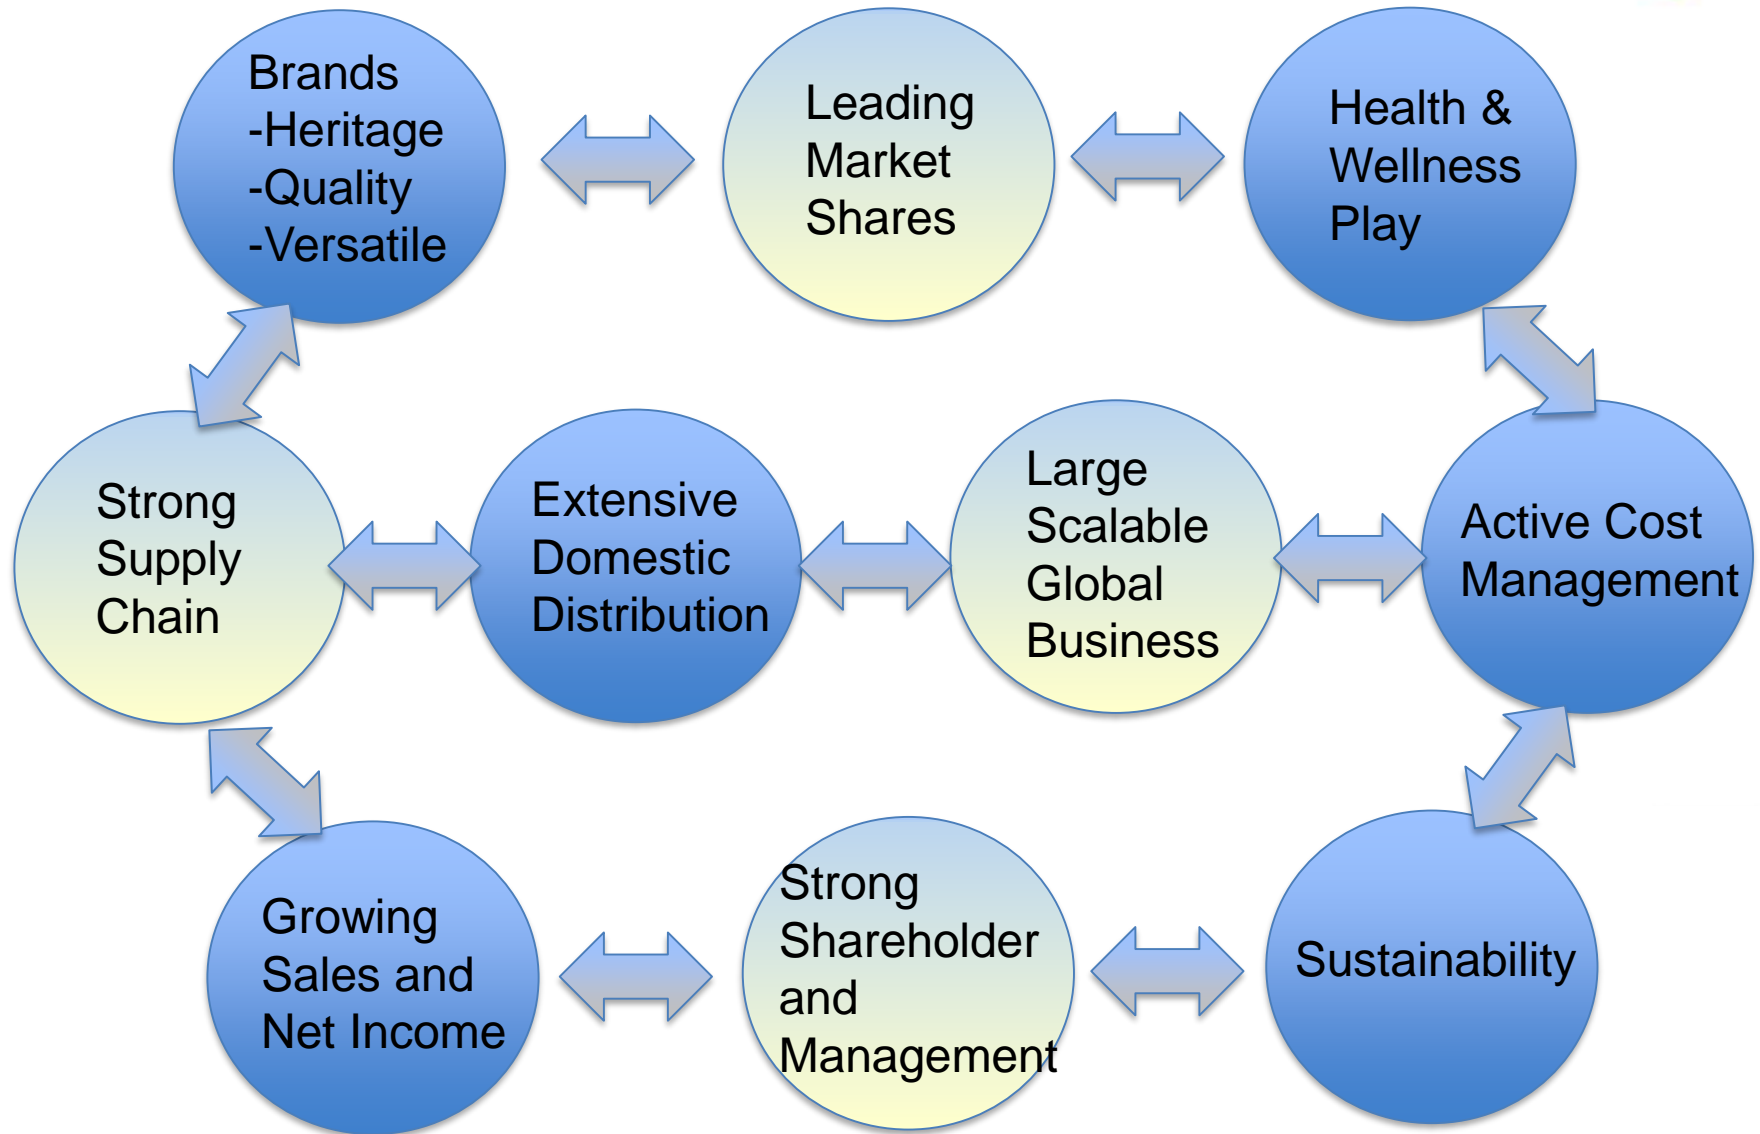 Brands
-Heritage
-Quality
-Versatile
Leading
Market
Shares
Health &
Wellness
Play
Strong
Supply
Chain
Extensive
Domestic
Distribution
Large
Scalable
Global
Business
Active Cost
Management
Growing
Sales and
Net Income
Strong
Shareholder
and
Management
Sustainability